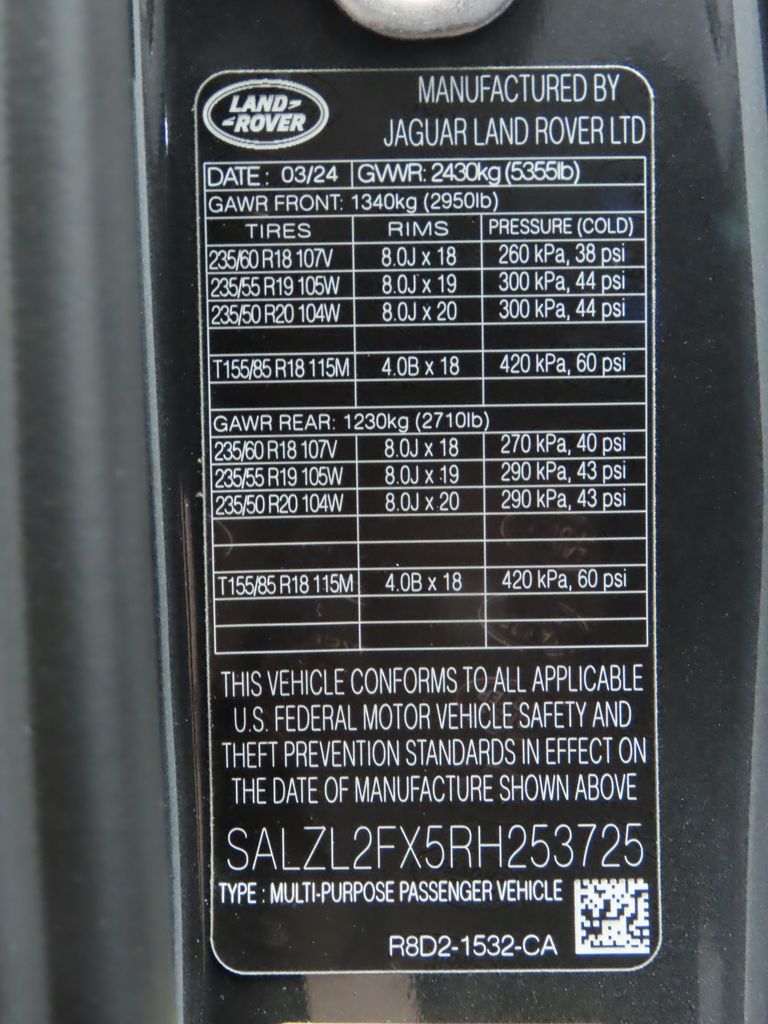 LAND
ROVER
MANUFACTURED BY
JAGUAR LAND ROVER LTD
DATE: 03/24 GVWR: 2430kg (5355lb)
GAWR FRONT: 1340kg (2950lb)
TIRES RIMS PRESSURE (COLD)
235/60 R18 107V 8.0J x 18 260 kPa, 38 psi
235/55 R19 105W 8.0J x 19 300 kPa, 44 psi
235/50 R20 104W 8.0J x 20 300 kPa, 44 psi
T155/85 R18 115M 4.0B x 18 420 kPa, 60 psi
GAWR REAR: 1230kg (2710lb)
235/60 R18 107V 8.0J x 18 270 kPa, 40 psi
235/55 R19 105W 8.0J x 19 290 kPa, 43 psi
235/50 R20 104W 8.0J x 20 290 kPa, 43 psi
T155/85 R18 115M 4.0B x 18 420 kPa, 60 psi
THIS VEHICLE CONFORMS TO ALL APPLICABLE
U.S. FEDERAL MOTOR VEHICLE SAFETY AND
THEFT PREVENTION STANDARDS IN EFFECT ON
THE DATE OF MANUFACTURE SHOWN ABOVE
SALZL2FX5RH253725
TYPE : MULTI-PURPOSE PASSENGER VEHICLE
R8D2-1532-CA